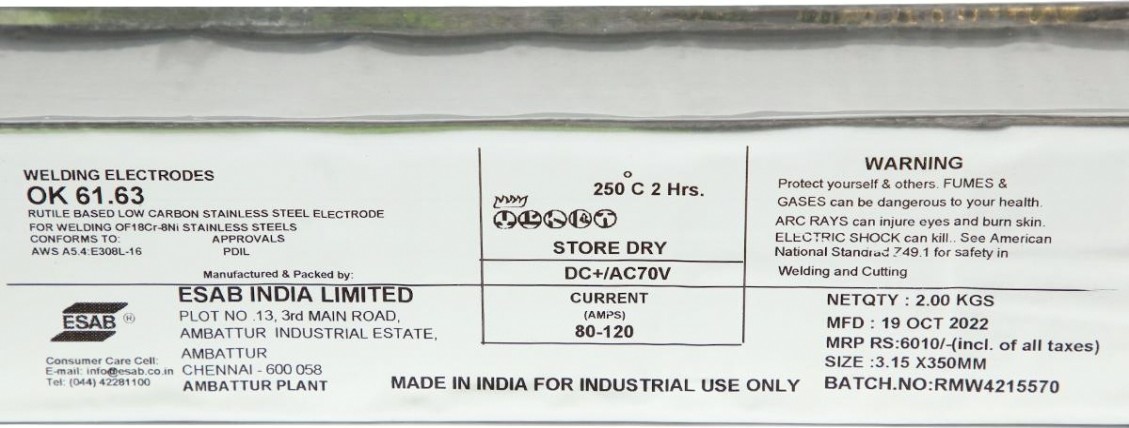 WELDING ELECTRODES
OK 61.63
RUTILE BASED LOW CARBON STAINLESS STEEL ELECTRODE
FOR WELDING OF18Cr-8Ni STAINLESS STEELS
CONFORMS TO: APPROVALS
AWS A5.4:E308L-16 PDIL
Manufactured & Packed by:
ESAB INDIA LIMITED
PLOT NO .13, 3rd MAIN ROAD,
AMBATTUR INDUSTRIAL ESTATE,
AMBATTUR
CHENNAI - 600 058
AMBATTUR PLANT
ESAB ®
Consumer Care Cell:
E-mail: info@esab.co.in
Tel: (044) 42281100
250°C 2 Hrs.
STORE DRY
DC+/AC70V
CURRENT
(AMPS)
80-120
MADE IN INDIA FOR INDUSTRIAL USE ONLY
WARNING
Protect yourself & others. FUMES &
GASES can be dangerous to your health.
ARC RAYS can injure eyes and burn skin.
ELECTRIC SHOCK can kill.. See American
National Standrad Z49.1 for safety in
Welding and Cutting
NETQTY : 2.00 KGS
MFD : 19 OCT 2022
MRP RS:6010/-(incl. of all taxes)
SIZE :3.15 X350MM
BATCH.NO:RMW4215570